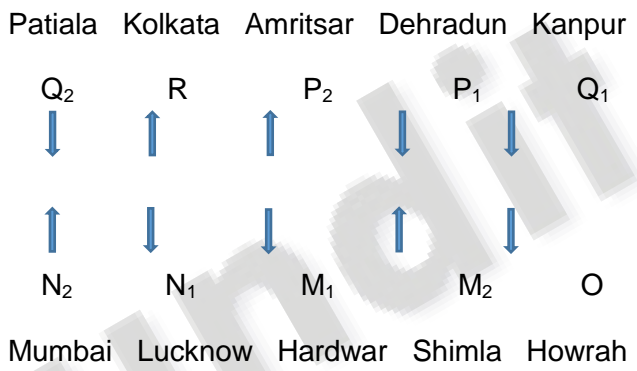 Patiala Kolkata Amritsar Dehradun Kanpur
Q₂ R P₂ P₁ Q₁
N₂ N₁ M₁ M₂ O
Mumbai Lucknow Hardwar Shimla Howrah